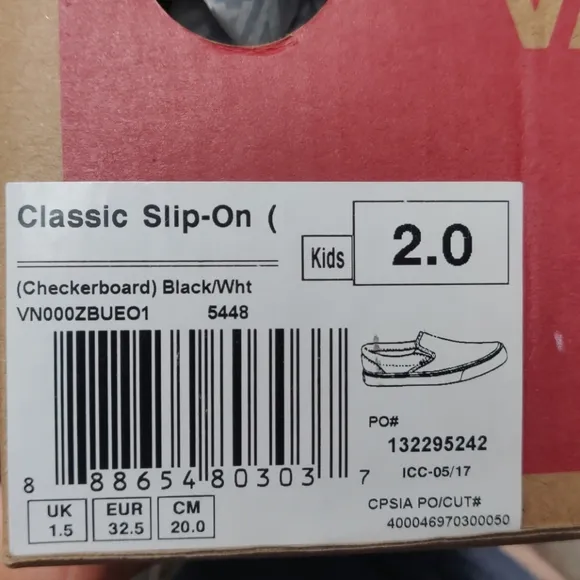 VA
Classic Slip-On (
Kids
2.0
(Checkerboard) Black/Wht
VN000ZBUEO1 5448
PO#
132295242
ICC-05/17
8 88654 80303 7
CPSIA PO/CUT#
400046970300050
UK EUR CM
1.5 32.5 20.0